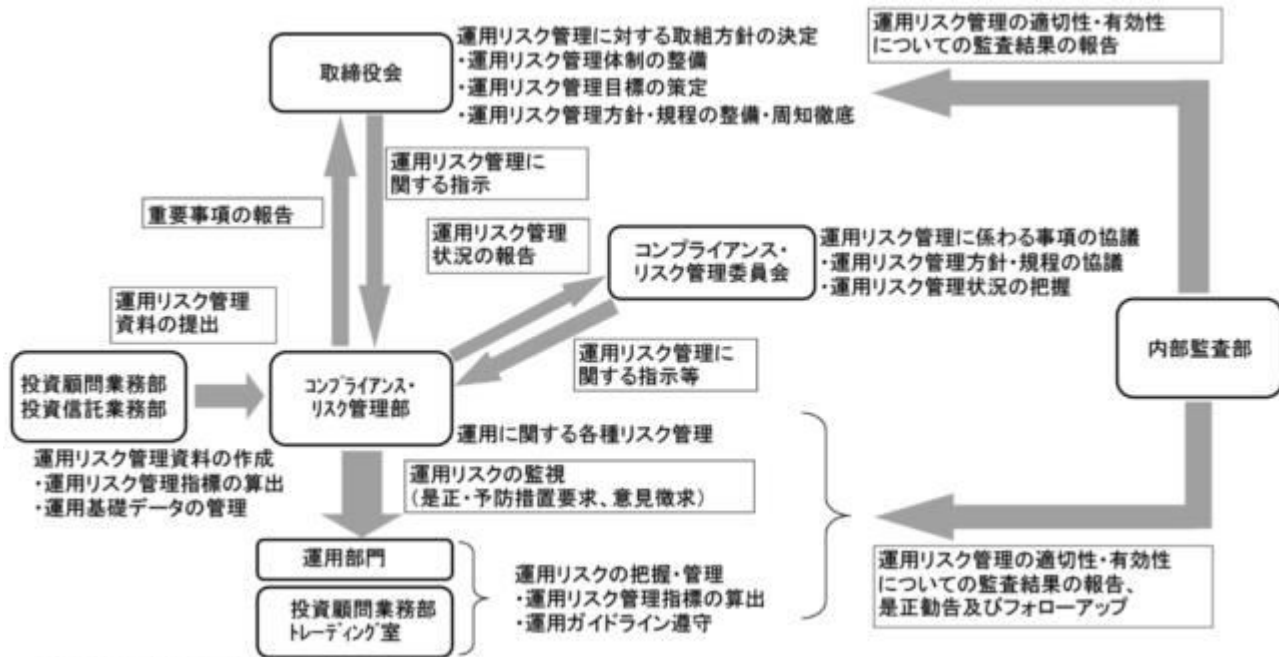 運用リスク管理に対する取組方針の決定
・運用リスク管理体制の整備
・運用リスク管理目標の策定
・運用リスク管理方針・規程の整備・周知徹底
取締役会
運用リスク管理の適切性・有効性
についての監査結果の報告
運用リスク管理に
関する指示
重要事項の報告
運用リスク管理
状況の報告
コンプライアンス・
リスク管理委員会
運用リスク管理に係わる事項の協議
・運用リスク管理方針・規程の協議
・運用リスク管理状況の把握
運用リスク管理
資料の提出
内部監査部
運用リスク管理に
関する指示等
投資顧問業務部
投資信託業務部
コンプライアンス・
リスク管理部
運用に関する各種リスク管理
運用リスク管理資料の作成
・運用リスク管理指標の算出
・運用基礎データの管理
運用リスクの監視
（是正・予防措置要求、意見徴求）
運用部門
投資顧問業務部
トレーディング室
運用リスクの把握・管理
・運用リスク管理指標の算出
・運用ガイドライン遵守
運用リスク管理の適切性・有効性
についての監査結果の報告、
是正勧告及びフォローアップ